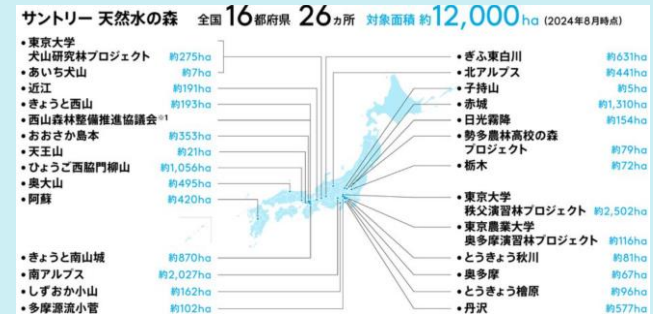 サントリー 天然水の森 全国16都府県 26ヵ所 対象面積 約12,000ha (2024年8月時点)
• 東京大学
犬山研究林プロジェクト 約275ha
• あいち犬山 約7ha
• 近江 約191ha
• きょうと西山 約193ha
• 西山森林整備推進協議会※1
• おおさか島本 約353ha
• 天王山 約21ha
• ひょうご西脇門柳山 約1,056ha
• 奥大山 約495ha
• 阿蘇 約420ha
• きょうと南山城 約870ha
• 南アルプス 約2,027ha
• しずおか小山 約162ha
• 多摩源流小菅 約102ha
• ぎふ東白川 約631ha
• 北アルプス 約441ha
• 子持山 約5ha
• 赤城 約1,310ha
• 日光霧降 約154ha
• 勢多農林高校の森
プロジェクト 約79ha
• 栃木 約72ha
• 東京大学
秩父演習林プロジェクト 約2,502ha
• 東京農業大学
奥多摩演習林プロジェクト 約116ha
• とうきょう秋川 約81ha
• 奥多摩 約67ha
• とうきょう檜原 約96ha
• 丹沢 約577ha